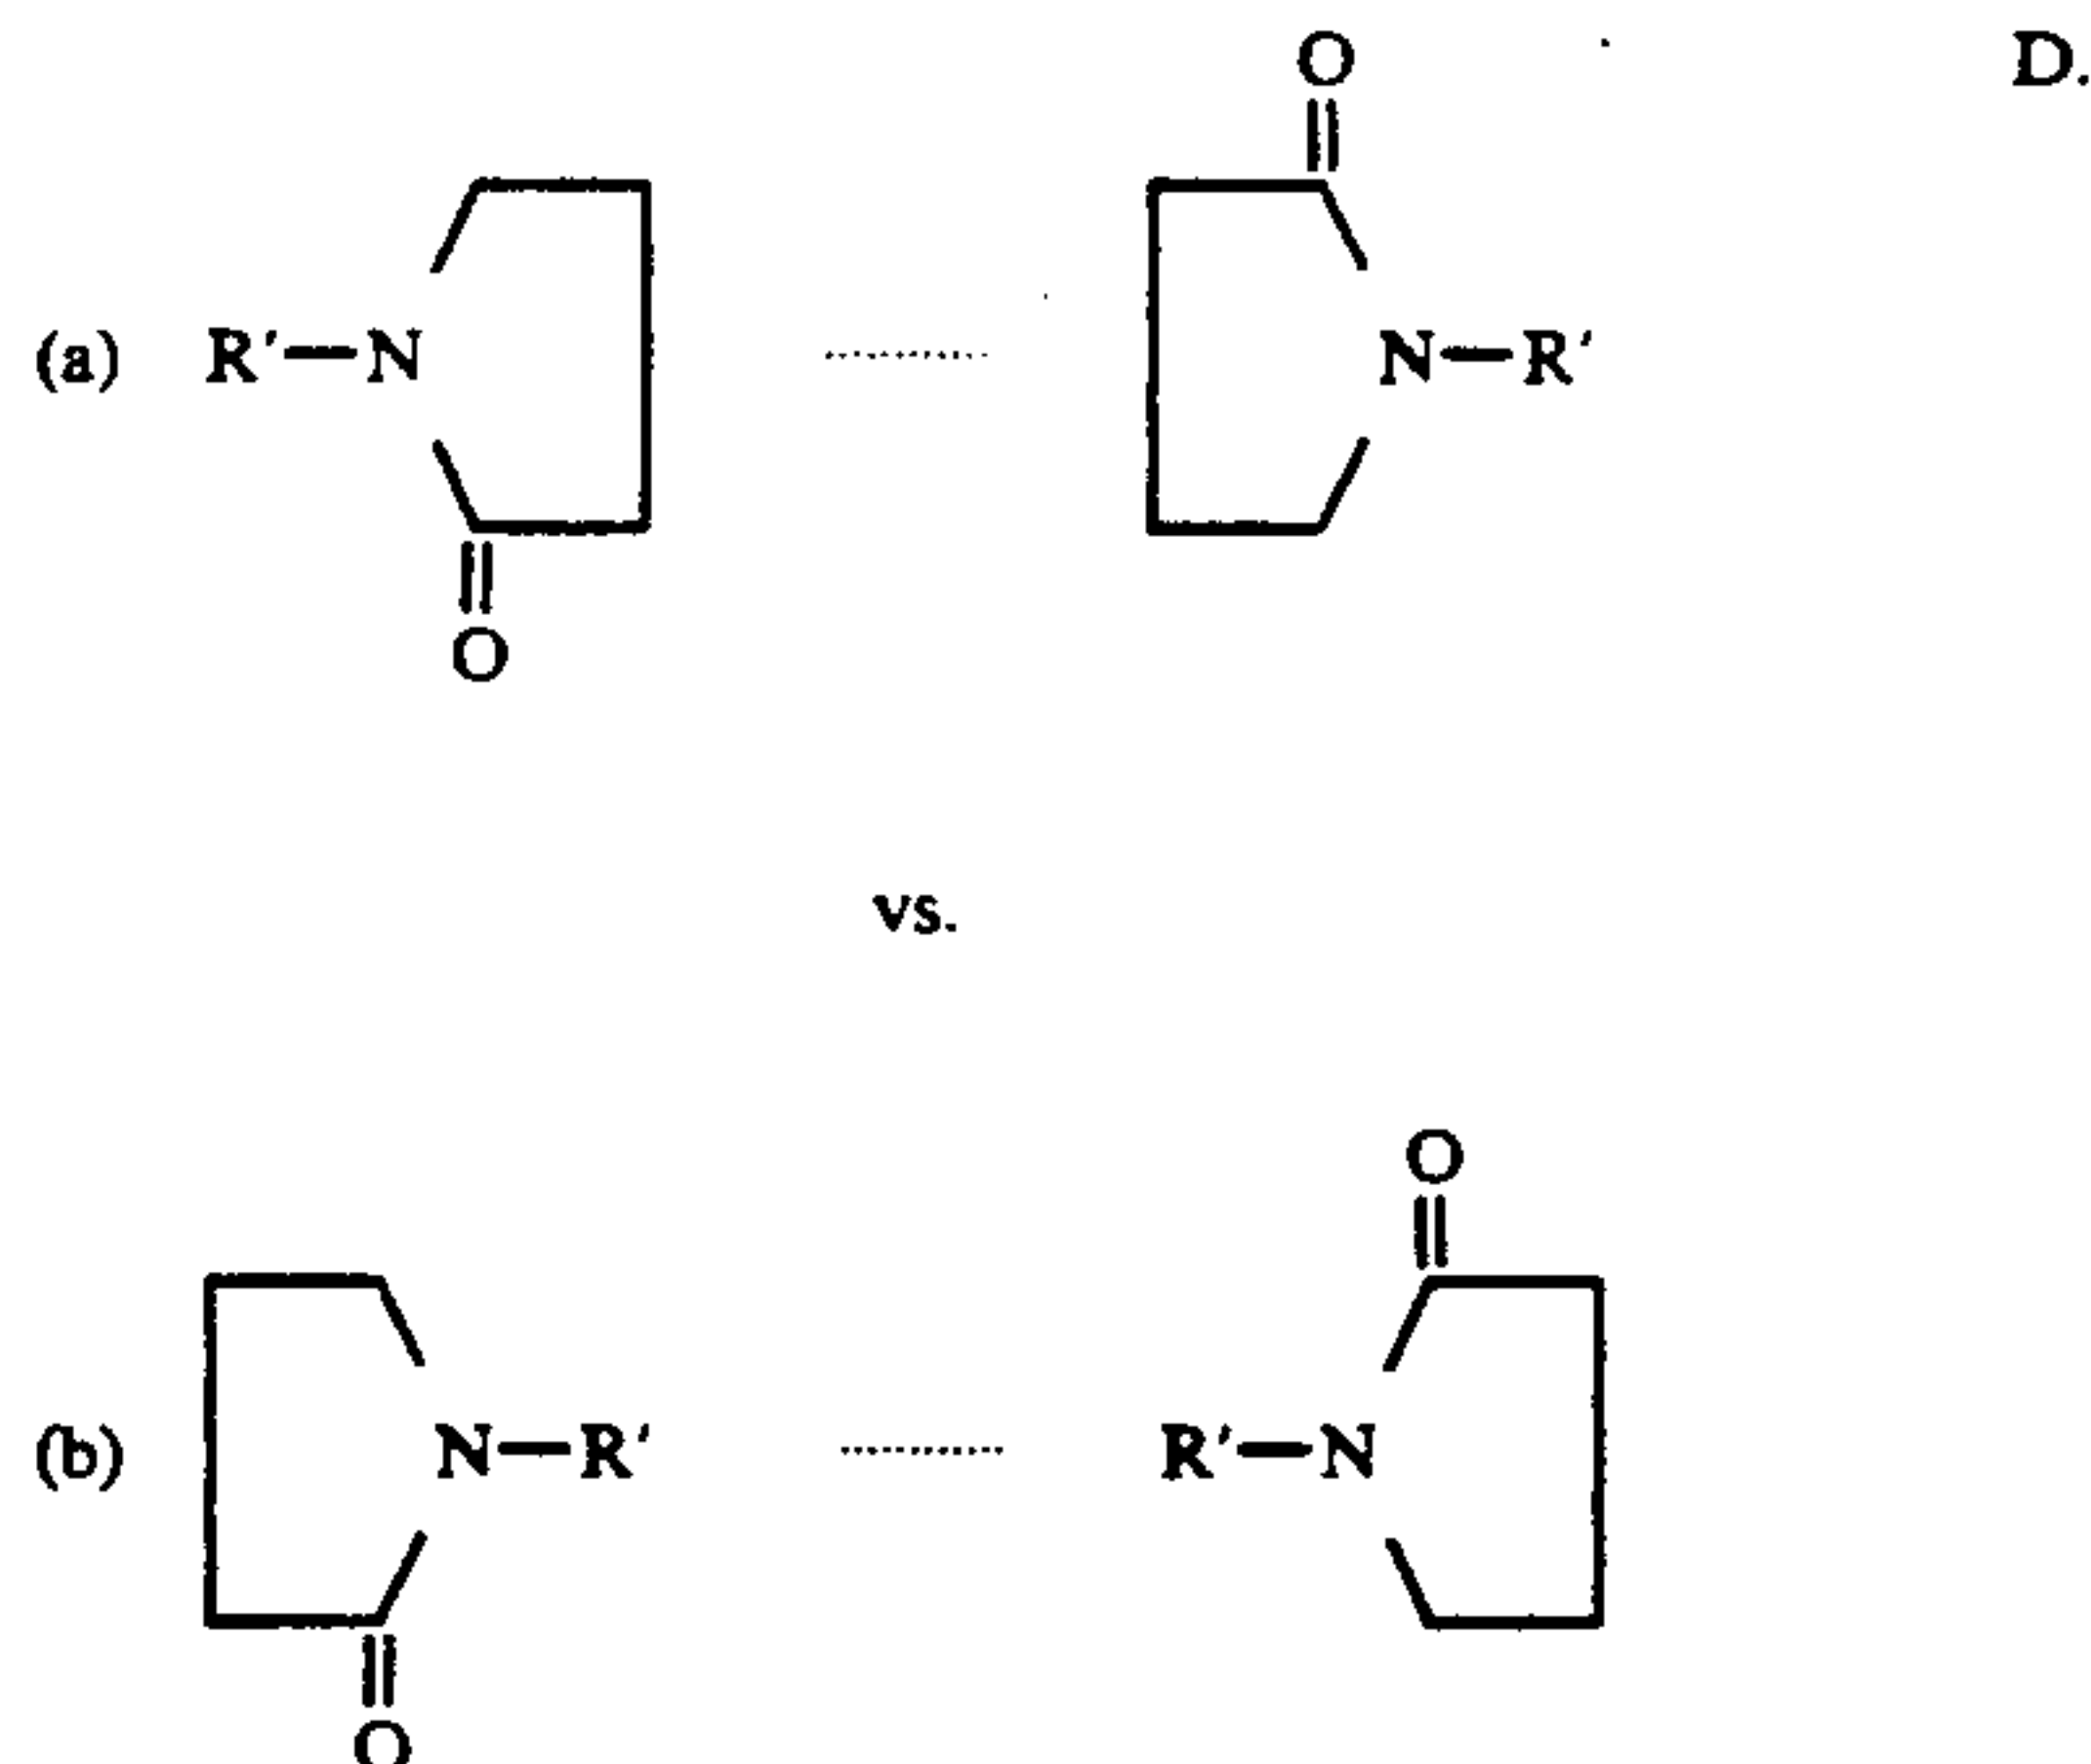 O D.
(a) R'—N N—R'
O
vs.
O
(b) N—R' R'—N
O